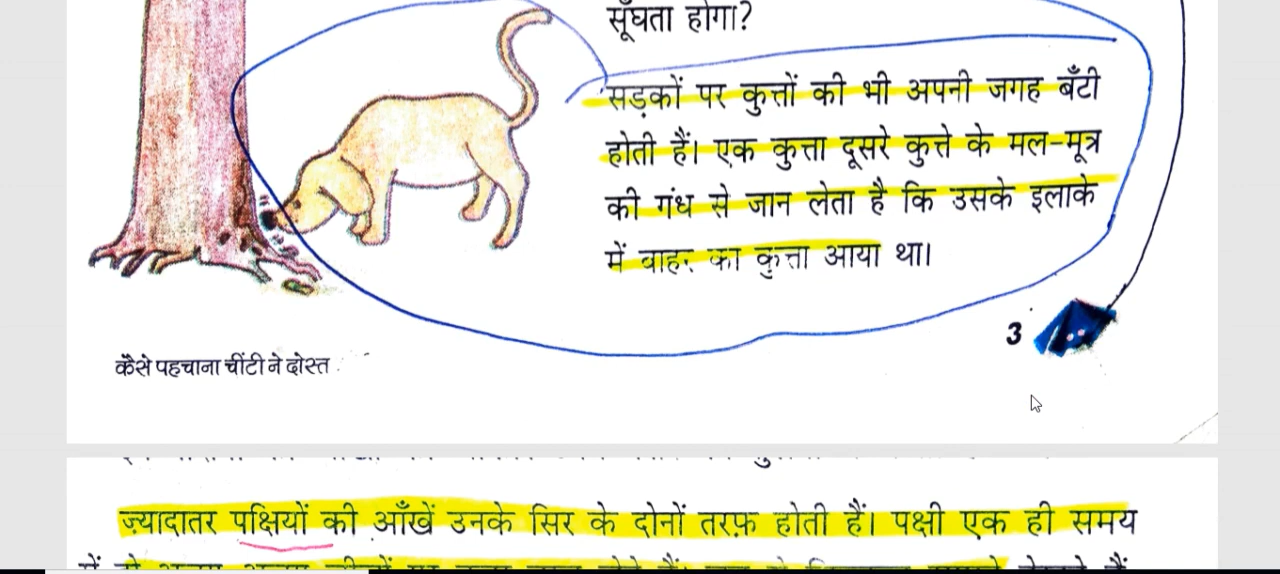 सूँघता होगा?
सड़कों पर कुत्तों की भी अपनी जगह बँटी
होती हैं। एक कुत्ता दूसरे कुत्ते के मल-मूत्र
की गंध से जान लेता है कि उसके इलाके
में बाहर का कुत्ता आया था।
3
कैसे पहचाना चींटी ने दोस्त
ज़्यादातर पक्षियों की आँखें उनके सिर के दोनों तरफ़ होती हैं। पक्षी एक ही समय